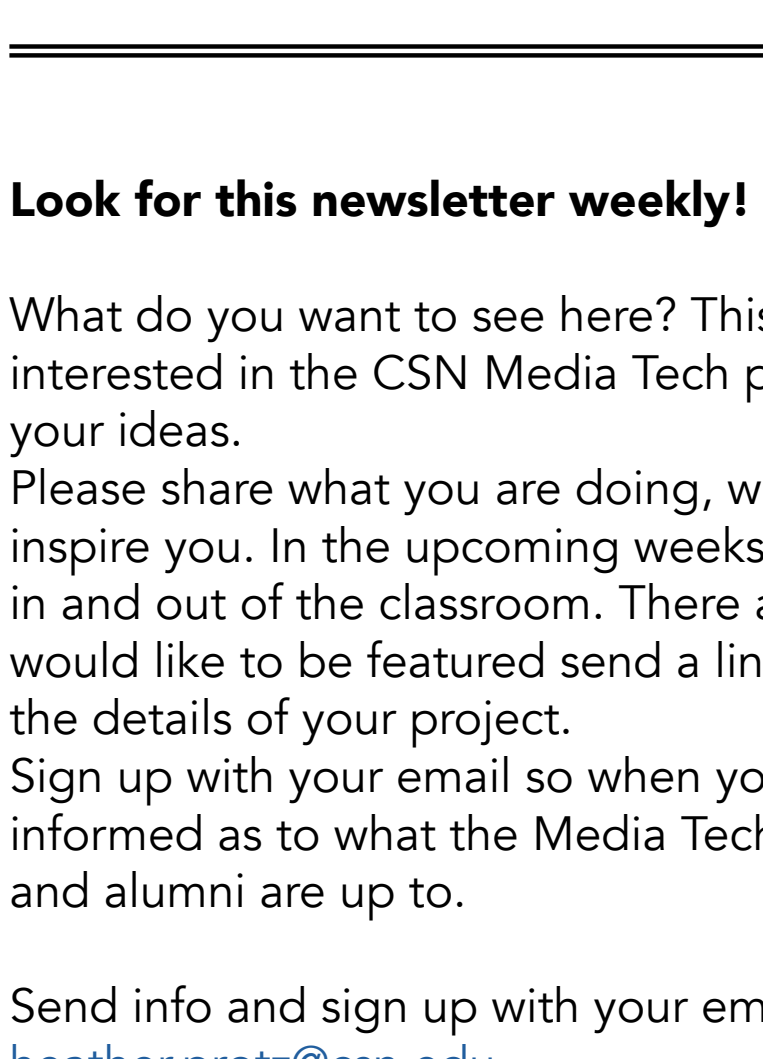 Look for this newsletter weekly!
What do you want to see here? This
interested in the CSN Media Tech p
your ideas.
Please share what you are doing, w
inspire you. In the upcoming weeks
in and out of the classroom. There a
would like to be featured send a lin
the details of your project.
Sign up with your email so when yo
informed as to what the Media Tech
and alumni are up to.
Send info and sign up with your em
heather.pratz@csn.edu